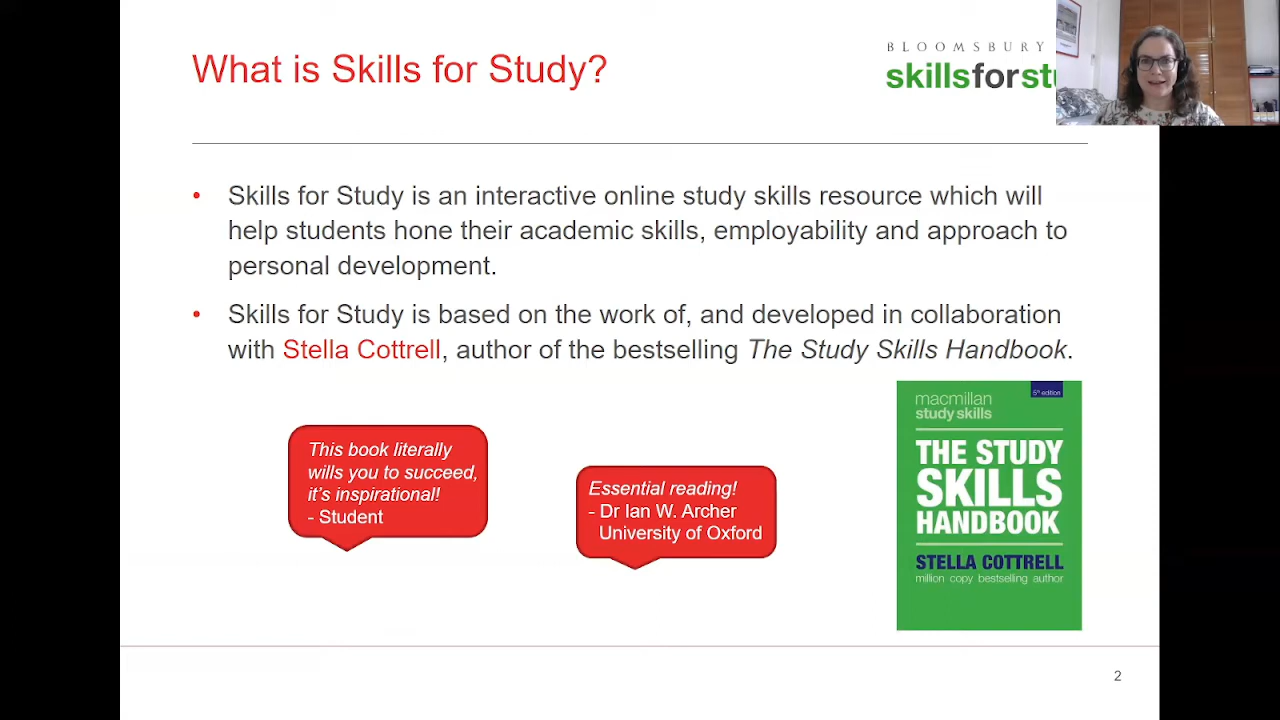 What is Skills for Study?
BLOOMSBURY
skillsforstu
• Skills for Study is an interactive online study skills resource which will
help students hone their academic skills, employability and approach to
personal development.
• Skills for Study is based on the work of, and developed in collaboration
with Stella Cottrell, author of the bestselling The Study Skills Handbook.
This book literally
wills you to succeed,
it's inspirational!
- Student
Essential reading!
- Dr Ian W. Archer
University of Oxford
5th edition
macmillan
study skills
THE STUDY
SKILLS
HANDBOOK
STELLA COTTRELL
million copy bestselling author
2